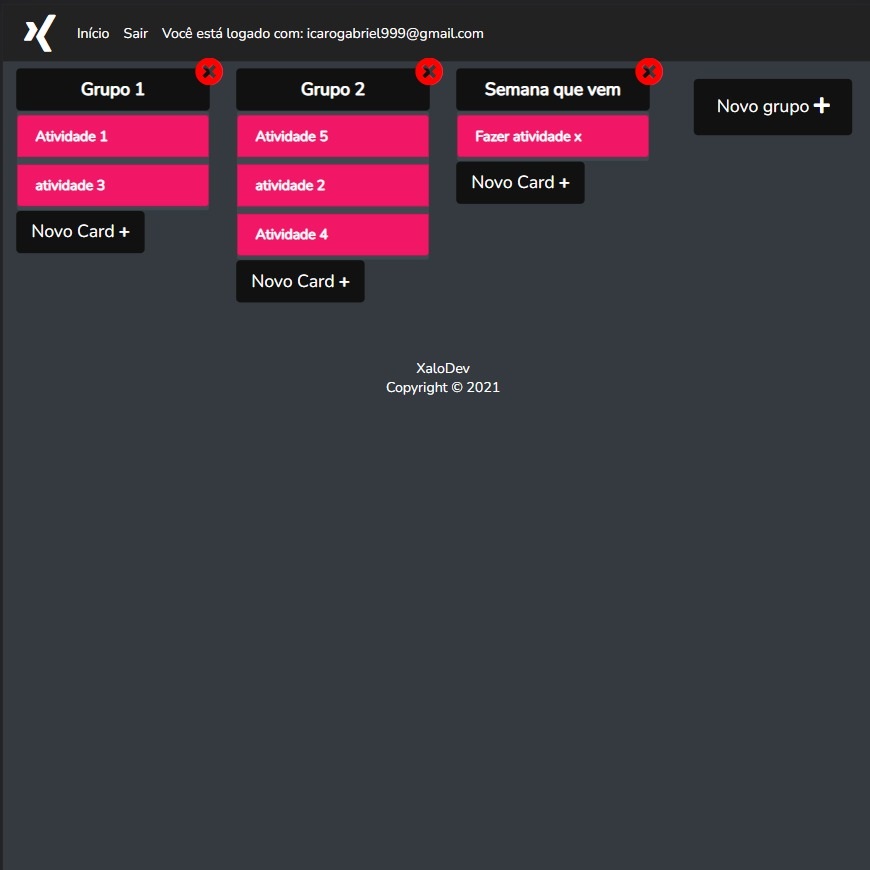 Início Sair Você está logado com: icarogabriel999@gmail.com
Grupo 1
Atividade 1
atividade 3
Novo Card +
Grupo 2
Atividade 5
atividade 2
Atividade 4
Novo Card +
Semana que vem
Fazer atividade x
Novo Card +
Novo grupo +
XaloDev
Copyright © 2021